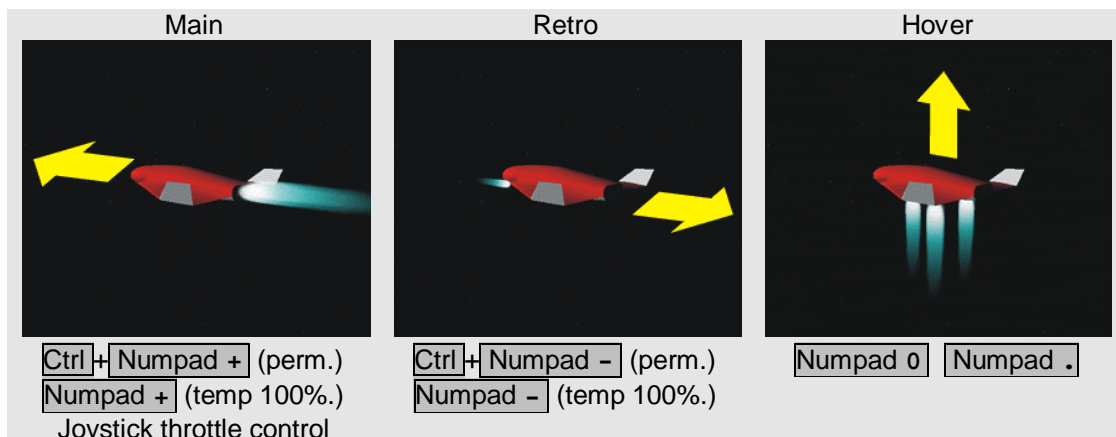 Main
Ctrl + Numpad + (perm.)
Numpad + (temp 100%.)
Joystick throttle control
Retro
Ctrl + Numpad - (perm)
Numpad - (temp 100%.)
Hover
Numpad 0 Numpad .